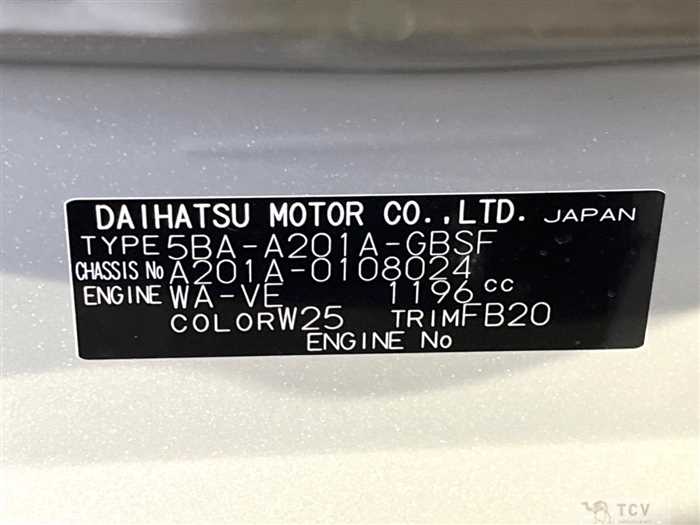 DAIHATSU MOTOR CO.,LTD. JAPAN
TYPE 5BA-A201A-GBSF
CHASSIS No A201A-0108024
ENGINE WA-VE 1196 cc
COLOR W25 TRIM FB20
ENGINE No
TCV